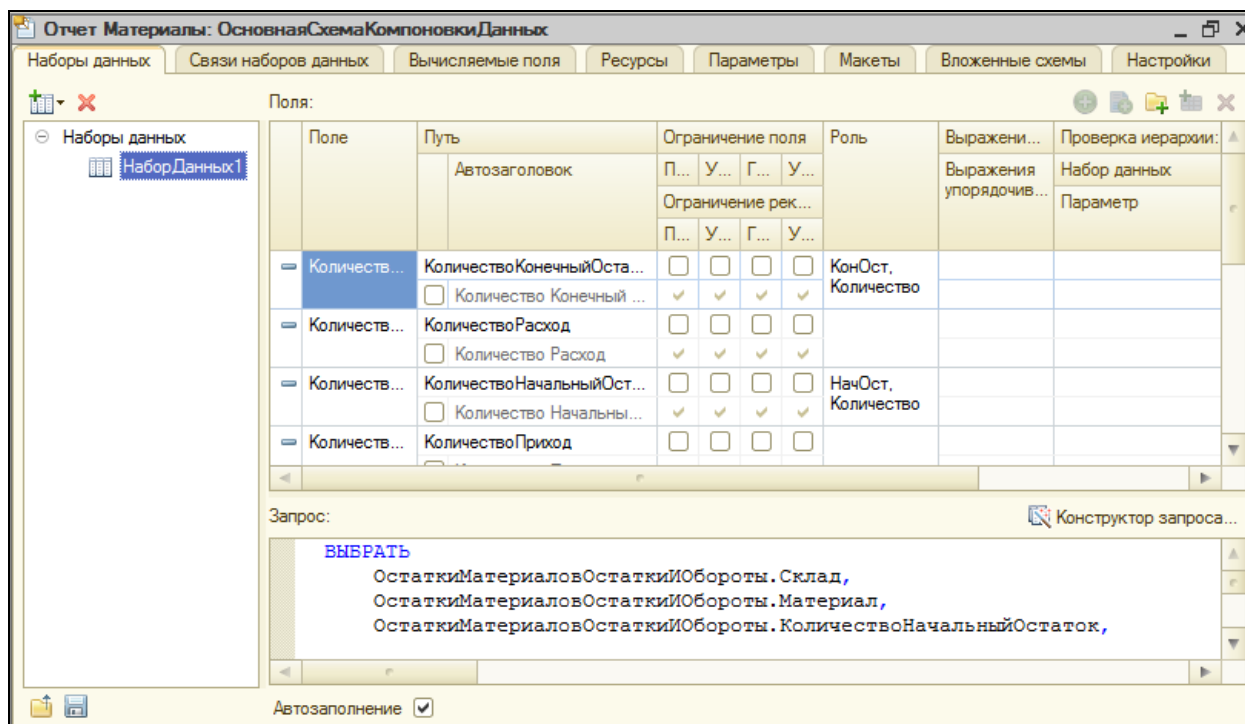 Отчет Материалы: ОсновнаяСхемаКомпоновкиДанных
Наборы данных Связи наборов данных Вычисляемые поля Ресурсы Параметры Макеты Вложенные схемы Настройки
Поля:
Наборы данных
НаборДанных1
Поле Путь Ограничение поля Роль Выражени... Проверка иерархии:
Автозаголовок П... У... Г... У... Выражения упорядочив... Набор данных
Ограничение рек... Параметр
П... У... Г... У...
Количеств... КоличествоКонечныйОста... КонОст,
Количество Конечный ... Количество
Количеств... КоличествоРасход
Количество Расход
Количеств... КоличествоНачальныйОст... НачОст,
Количество Начальны... Количество
Количеств... КоличествоПриход
Запрос: Конструктор запроса...
ВЫБРАТЬ
ОстаткиМатериаловОстаткиИОбороты.Склад,
ОстаткиМатериаловОстаткиИОбороты.Материал,
ОстаткиМатериаловОстаткиИОбороты.КоличествоНачальныйОстаток,
Автозаполнение